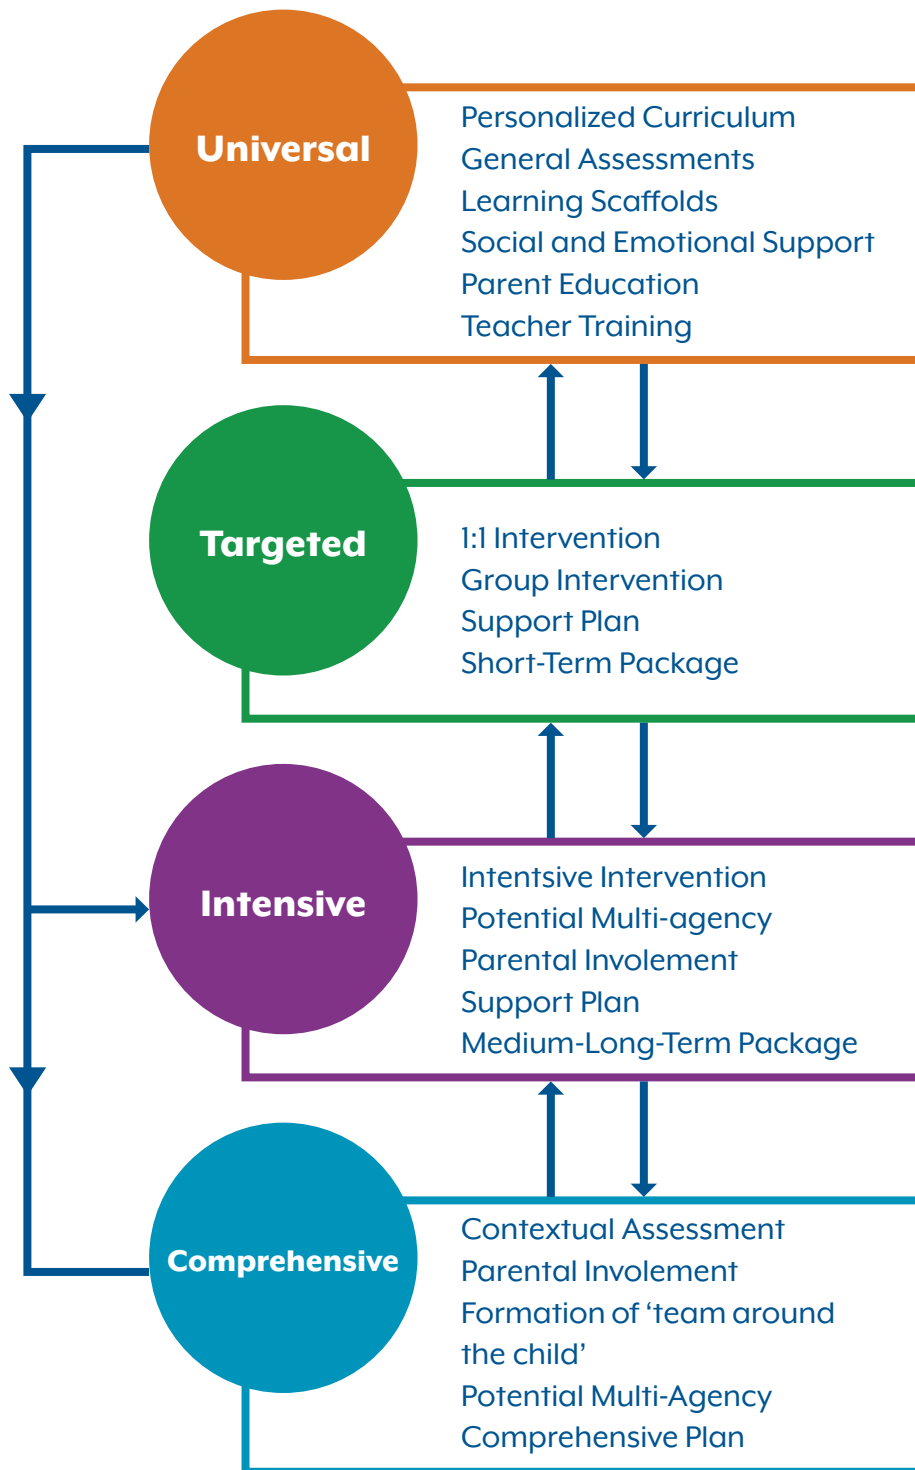 Universal
Personalized Curriculum
General Assessments
Learning Scaffolds
Social and Emotional Support
Parent Education
Teacher Training
Targeted
1:1 Intervention
Group Intervention
Support Plan
Short-Term Package
Intensive
Intentsive Intervention
Potential Multi-agency
Parental Involement
Support Plan
Medium-Long-Term Package
Comprehensive
Contextual Assessment
Parental Involement
Formation of ‘team around
the child’
Potential Multi-Agency
Comprehensive Plan